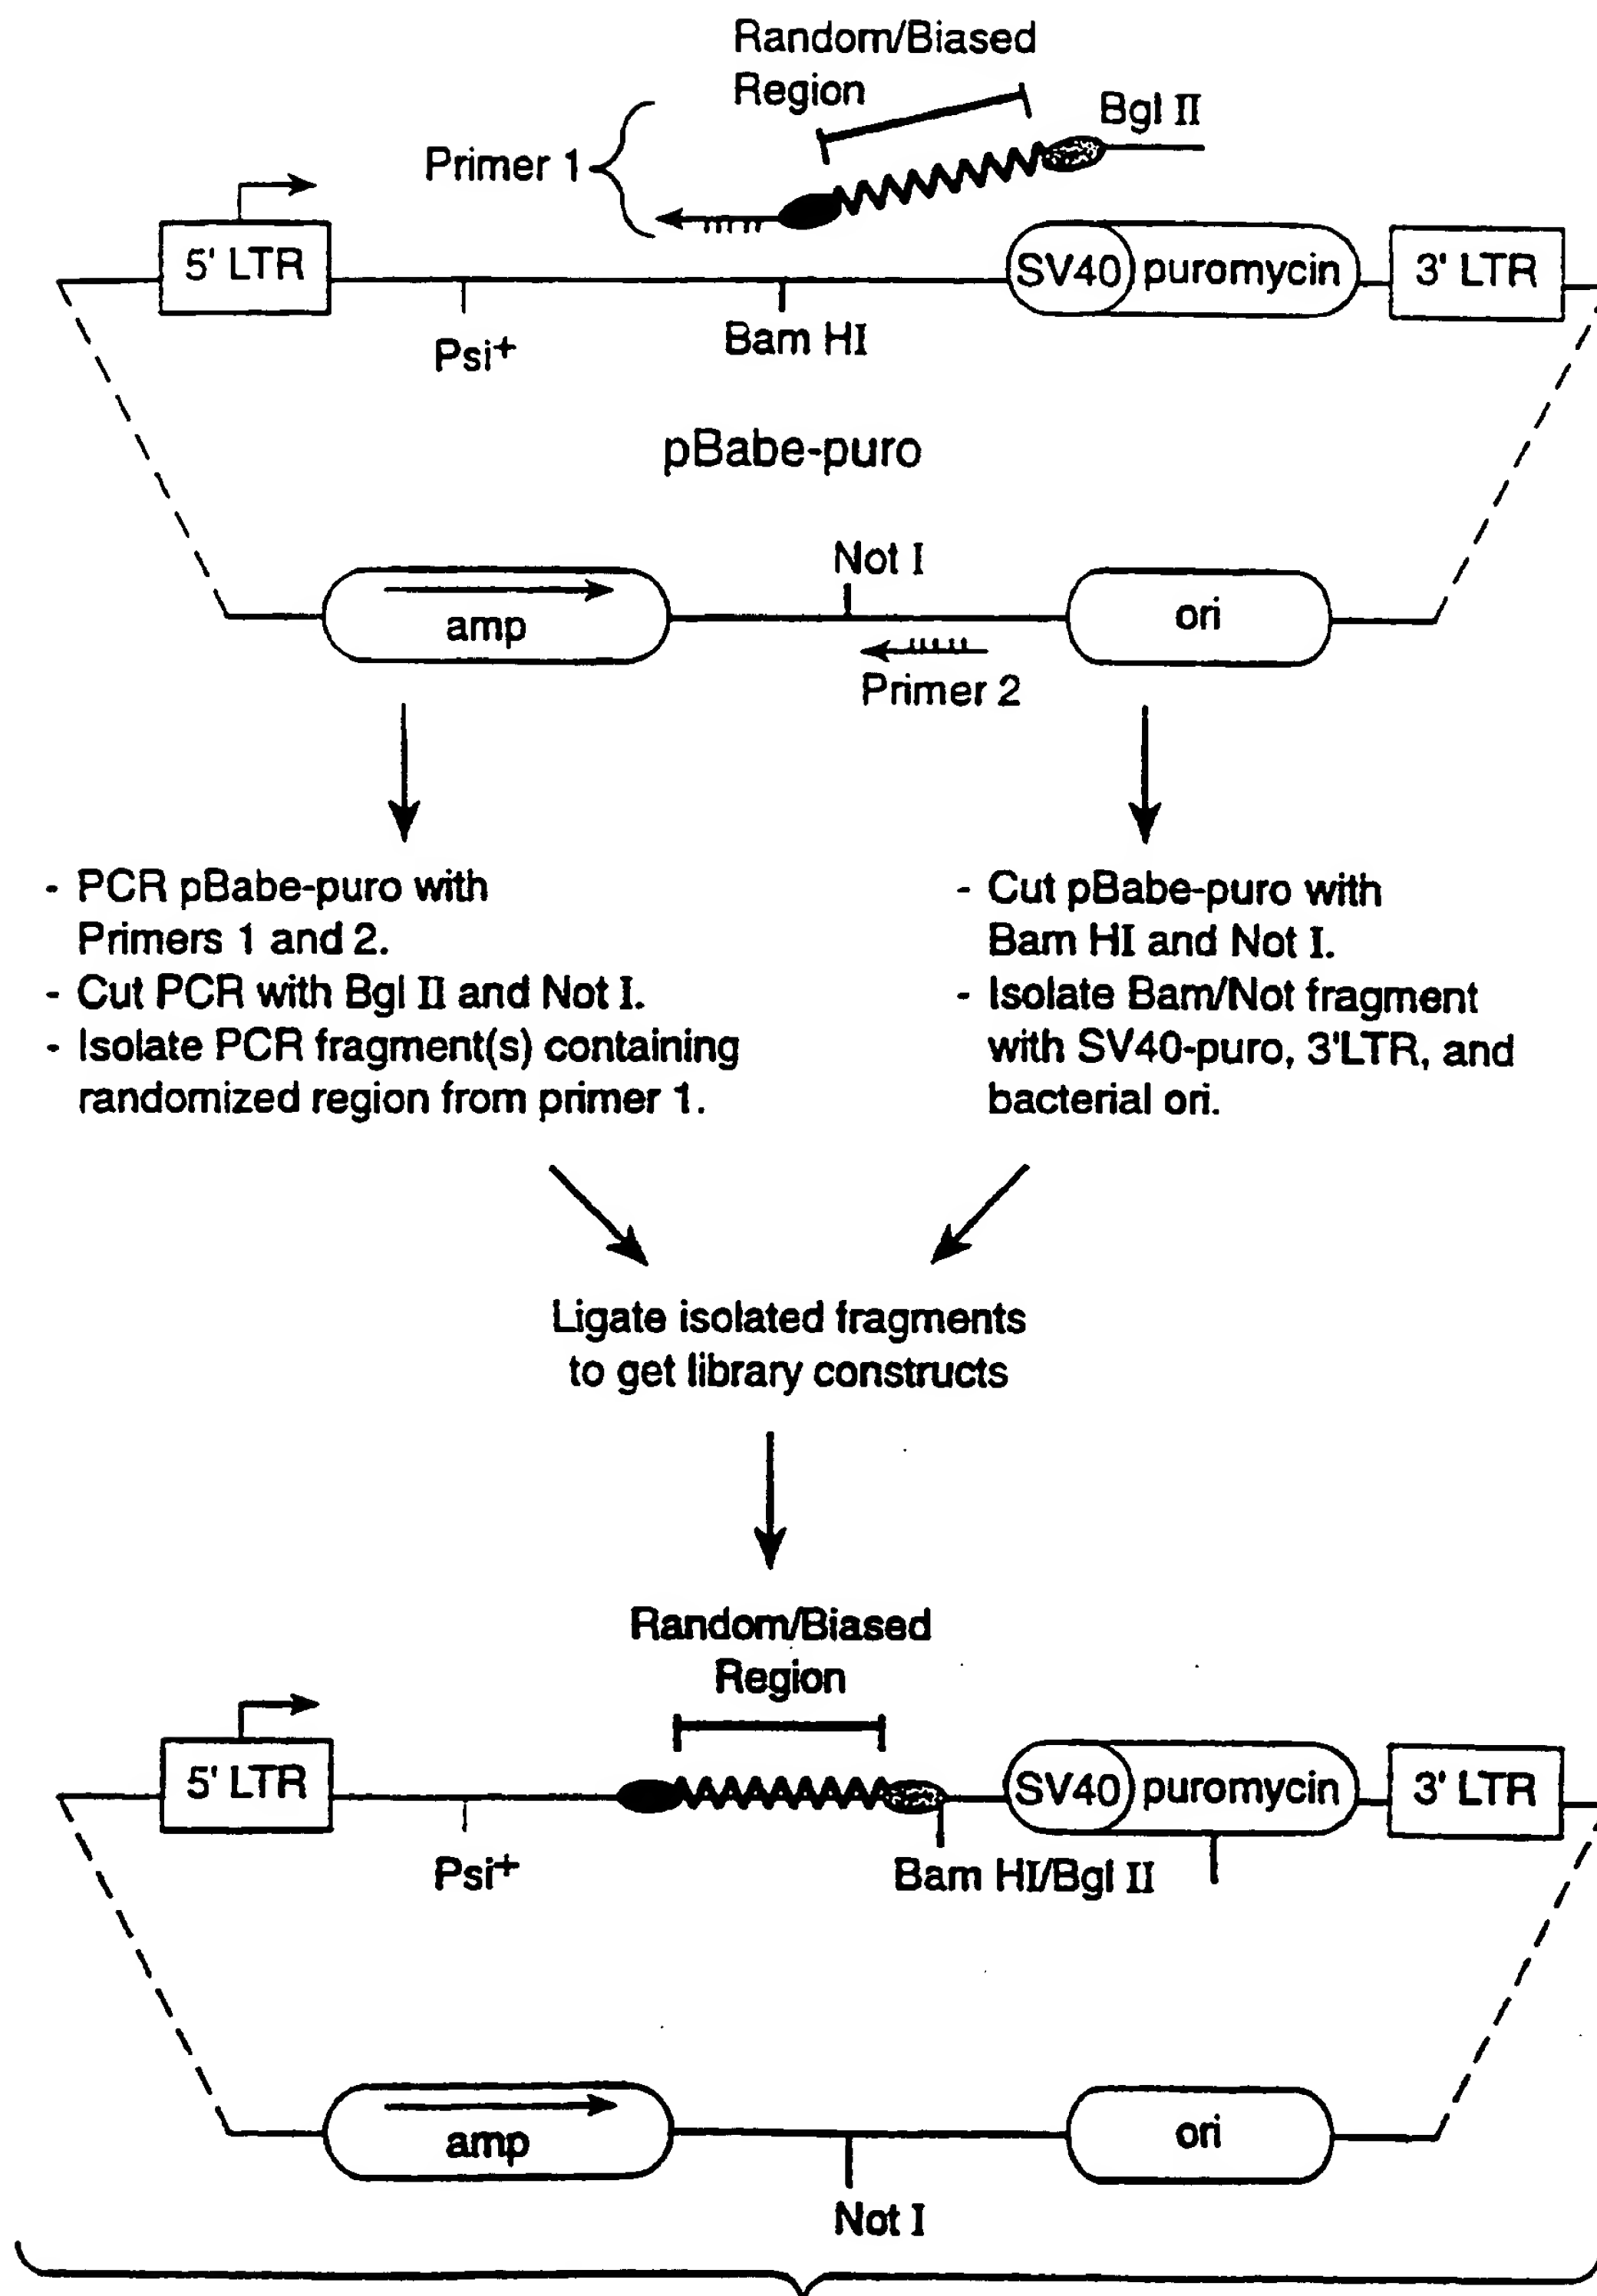 Random/Biased
Region
Bgl II
Primer 1
5' LTR
SV40 puromycin
3' LTR
Psi+
Bam HI
pBabe-puro
Not I
amp
ori
Primer 2
- PCR pBabe-puro with
Primers 1 and 2.
- Cut PCR with Bgl II and Not I.
- Isolate PCR fragment(s) containing
randomized region from primer 1.
- Cut pBabe-puro with
Bam HI and Not I.
- Isolate Bam/Not fragment
with SV40-puro, 3'LTR, and
bacterial ori.
Ligate isolated fragments
to get library constructs
Random/Biased
Region
5' LTR
SV40 puromycin
3' LTR
Psi+
Bam HI/Bgl II
amp
ori
Not I